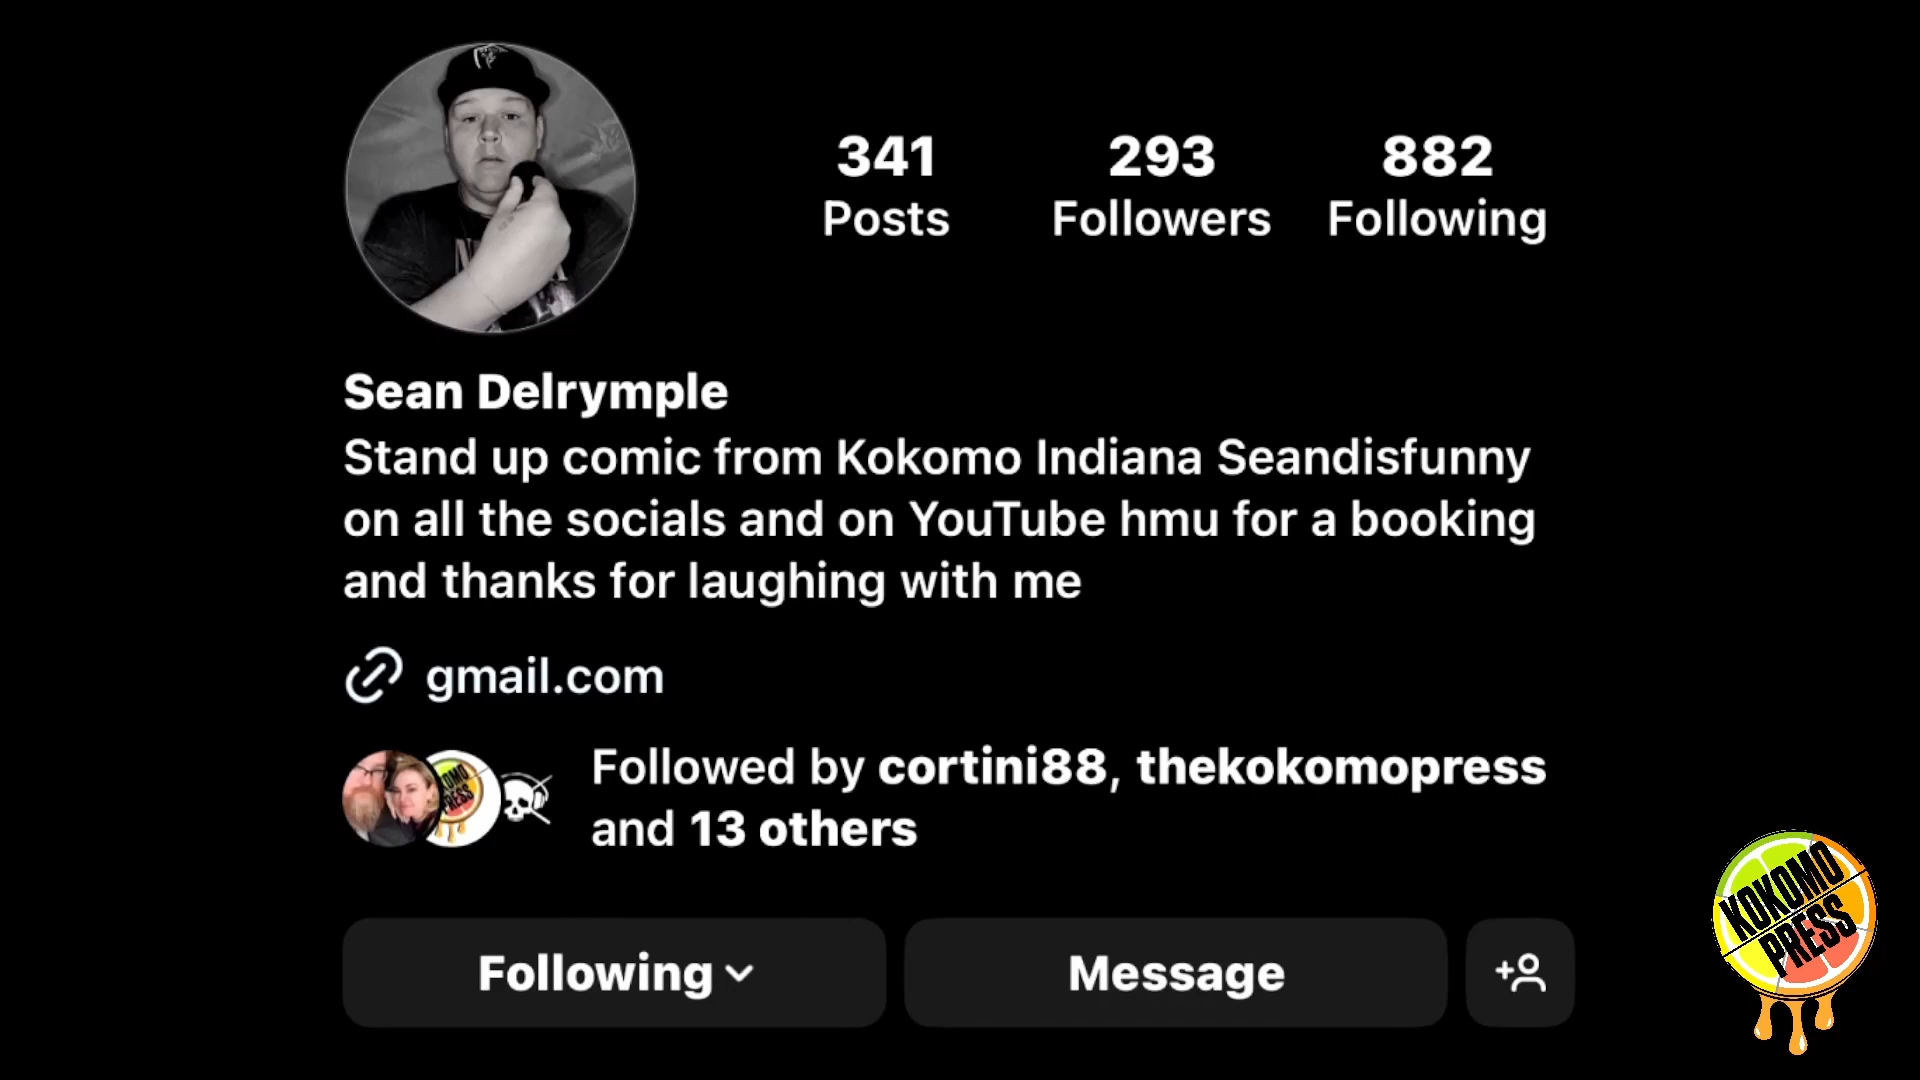 341 293 882
Posts Followers Following
Sean Delrymple
Stand up comic from Kokomo Indiana Seandisfunny
on all the socials and on YouTube hmu for a booking
and thanks for laughing with me
gmail.com
Followed by cortini88, thekokomopress
and 13 others
Following Message
KOKOMO
PRESS